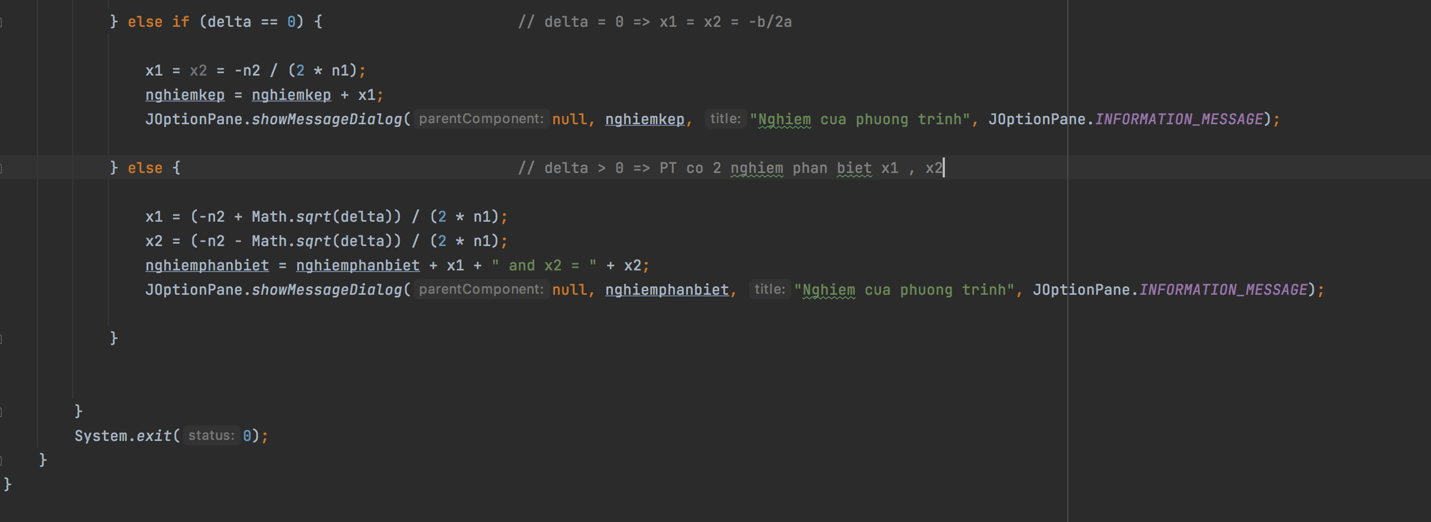 } else if (delta == 0) { // delta = 0 => x1 = x2 = -b/2a
x1 = x2 = -n2 / (2 * n1);
nghiemkep = nghiemkep + x1;
JOptionPane.showMessageDialog( parentComponent: null, nghiemkep, title: "Nghiem cua phuong trinh", JOptionPane.INFORMATION_MESSAGE);
} else { // delta > 0 => PT co 2 nghiem phan biet x1 , x2
x1 = (-n2 + Math.sqrt(delta)) / (2 * n1);
x2 = (-n2 - Math.sqrt(delta)) / (2 * n1);
nghiemphanbiet = nghiemphanbiet + x1 + " and x2 = " + x2;
JOptionPane.showMessageDialog( parentComponent: null, nghiemphanbiet, title: "Nghiem cua phuong trinh", JOptionPane.INFORMATION_MESSAGE);
}
}
System.exit( status: 0);
}
}